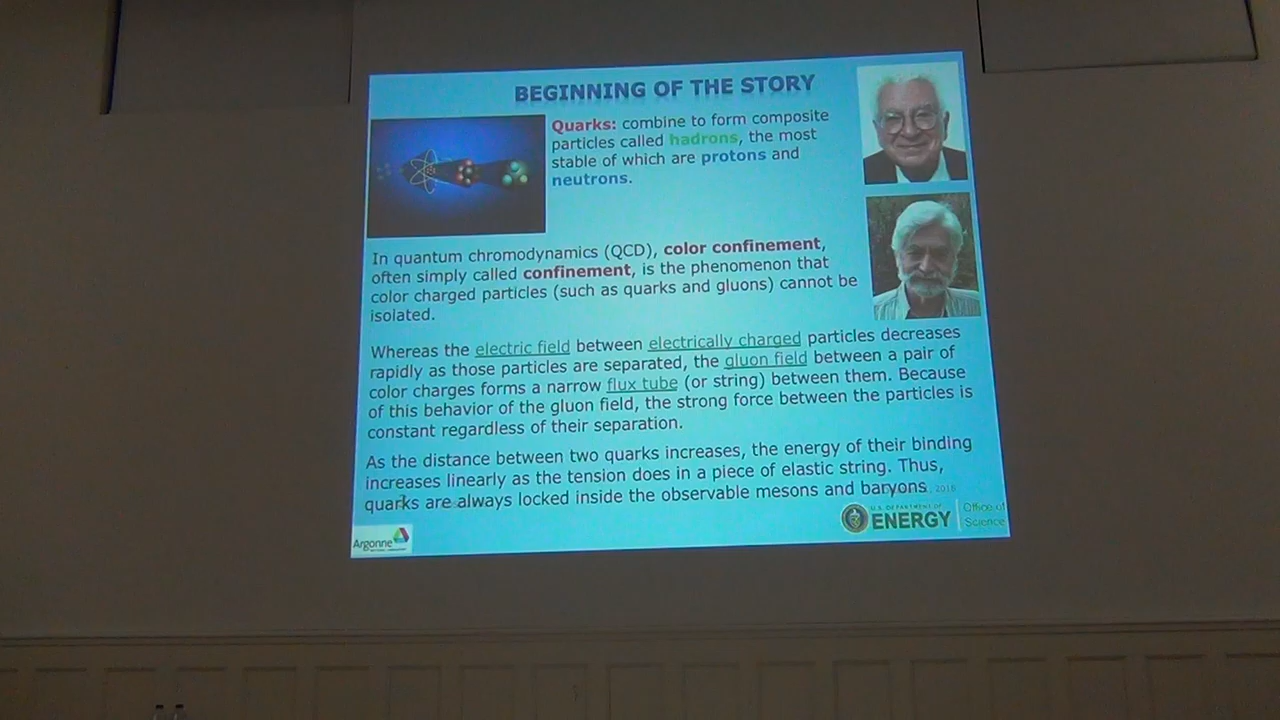 BEGINNING OF THE STORY
Quarks: combine to form composite
particles called hadrons, the most
stable of which are protons and
neutrons.
In quantum chromodynamics (QCD), color confinement,
often simply called confinement, is the phenomenon that
color charged particles (such as quarks and gluons) cannot be
isolated.
Whereas the electric field between electrically charged particles decreases
rapidly as those particles are separated, the gluon field between a pair of
color charges forms a narrow flux tube (or string) between them. Because
of this behavior of the gluon field, the strong force between the particles is
constant regardless of their separation.
As the distance between two quarks increases, the energy of their binding
increases linearly as the tension does in a piece of elastic string. Thus,
quarks are always locked inside the observable mesons and baryons
2016
U.S. DEPARTMENT OF
ENERGY
Office of
Science
Argonne